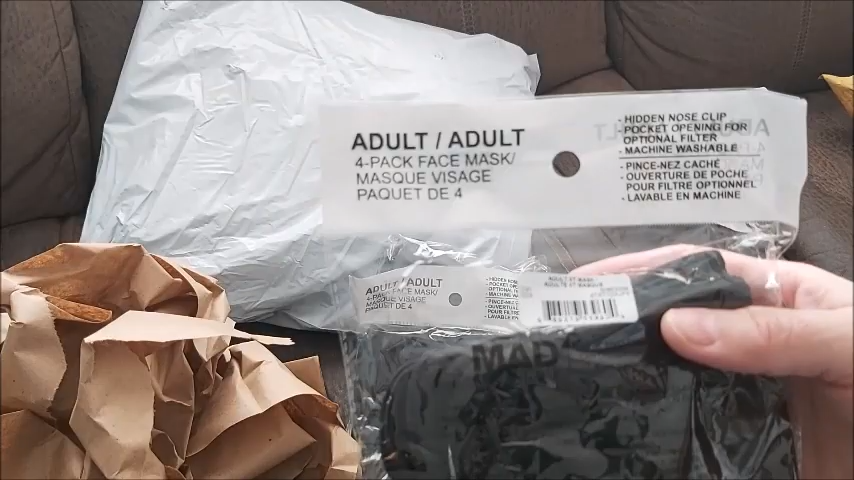 ADULT / ADULT
4-PACK FACE MASK/
MASQUE VISAGE
PAQUET DE 4
- HIDDEN NOSE CLIP
- POCKET OPENING FOR
OPTIONAL FILTER
- MACHINE WASHABLE
- PINCE-NEZ CACHÉ
- OUVERTURE DE POCHE
POUR FILTRE OPTIONNEL
- LAVABLE EN MACHINE
ADULT / ADULT
4-PACK FACE MASK/
MASQUE VISAGE
PAQUET DE 4
MAD